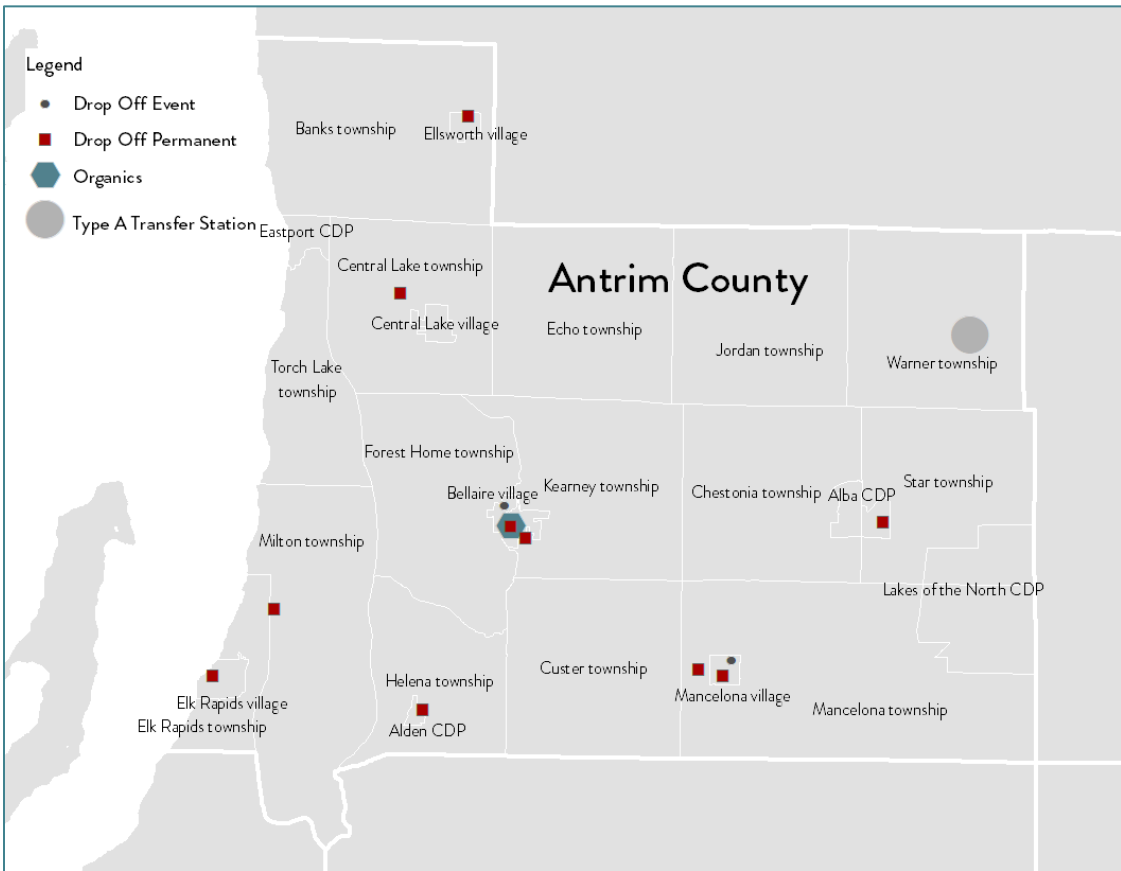 Legend
Drop Off Event
Drop Off Permanent
Organics
Type A Transfer Station
Banks township
Ellsworth village
Eastport CDP
Central Lake township
Antrim County
Central Lake village
Echo township
Jordan township
Warner township
Torch Lake
township
Forest Home township
Bellaire village
Kearney township
Chestonia township
Alba CDP
Star township
Milton township
Lakes of the North CDP
Custer township
Helena township
Mancelona village
Mancelona township
Elk Rapids village
Elk Rapids township
Alden CDP